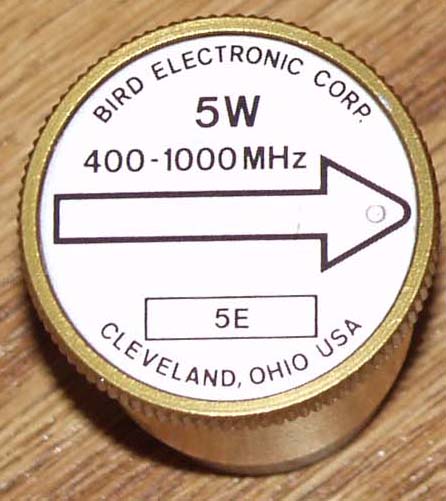 BIRD ELECTRONIC CORP.
5W
400-1000MHz
5E
CLEVELAND, OHIO USA